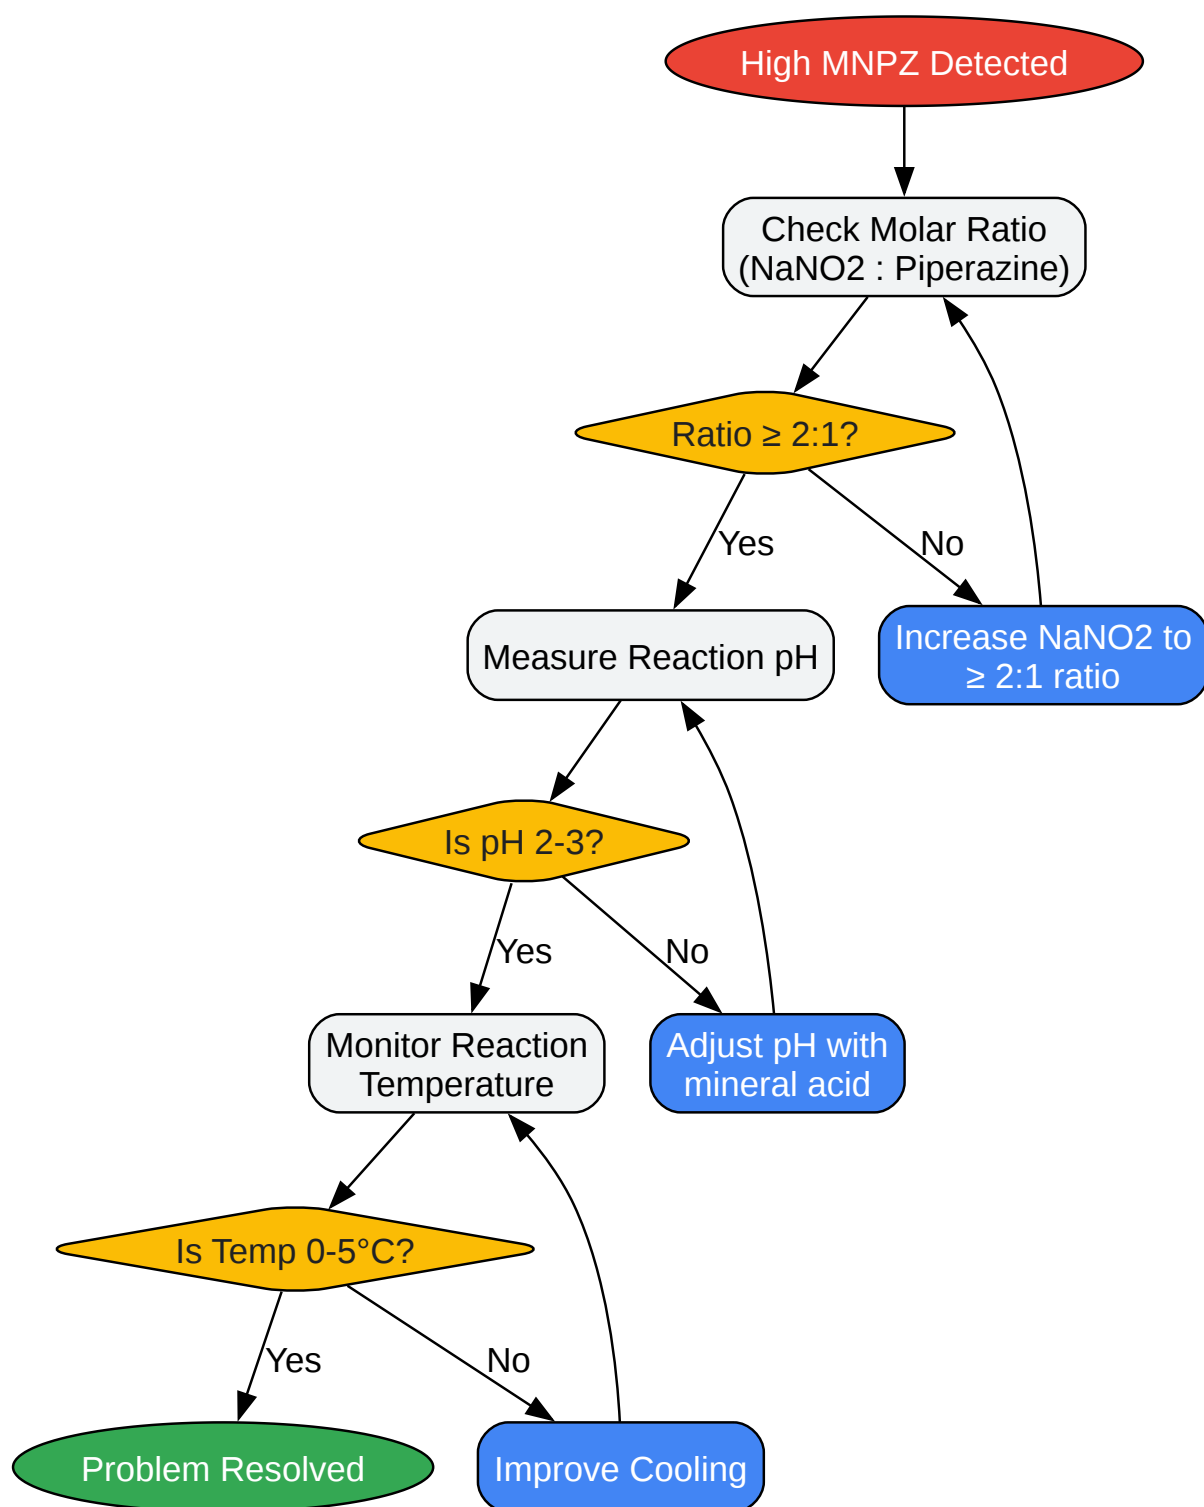 High MNPZ Detected
Check Molar Ratio
(NaNO2 : Piperazine)
Ratio ≥ 2:1?
Yes
No
Measure Reaction pH
Increase NaNO2 to
≥ 2:1 ratio
Is pH 2-3?
Yes
No
Monitor Reaction
Temperature
Adjust pH with
mineral acid
Is Temp 0-5°C?
Yes
No
Problem Resolved
Improve Cooling